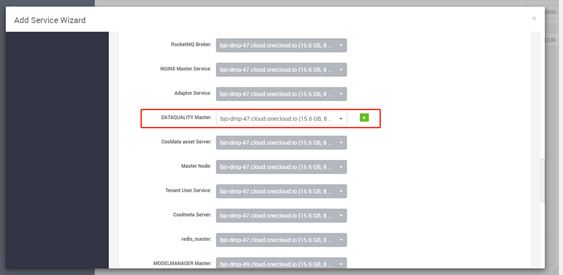 Add Service Wizard
×
RocketMQ Broker: bjo-dmp-47.cloud.onecloud.io (15.6 GB, 8 ...
NGINX Master Service: bjo-dmp-47.cloud.onecloud.io (15.6 GB, 8 ...
Adaptor Service: bjo-dmp-47.cloud.onecloud.io (15.6 GB, 8 ...
DATAQUALITY Master: bjo-dmp-47.cloud.onecloud.io (15.6 GB, 8 ... +
Cooldata asset Server: bjo-dmp-47.cloud.onecloud.io (15.6 GB, 8 ...
Master Node: bjo-dmp-47.cloud.onecloud.io (15.6 GB, 8 ...
Tenant User Service: bjo-dmp-47.cloud.onecloud.io (15.6 GB, 8 ...
Coolmeta Server: bjo-dmp-47.cloud.onecloud.io (15.6 GB, 8 ...
redis_master: bjo-dmp-47.cloud.onecloud.io (15.6 GB, 8 ...
MODELMANAGER Master: bjo-dmp-49.cloud.onecloud.io (15.6 GB, 8 ...